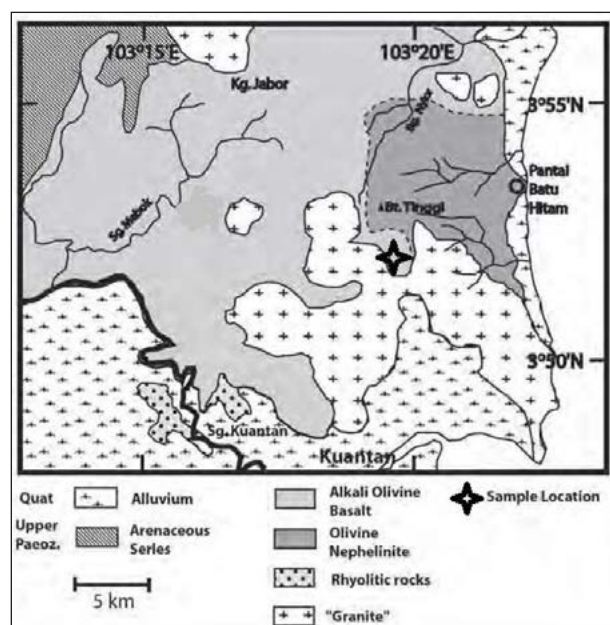 103°15'E
103°20'E
Kg. Jabor
3°55'N
Sg. Nior
Pantai
Batu
Hitam
Bt. Tinggi
Sg. Mabok
3°50'N
Sg. Kuantan
Kuantan
Quat
Alluvium
Alkali Olivine
Basalt
Sample Location
Upper
Paeoz.
Arenaceous
Series
Olivine
Nephelinite
Rhyolitic rocks
5 km
"Granite"